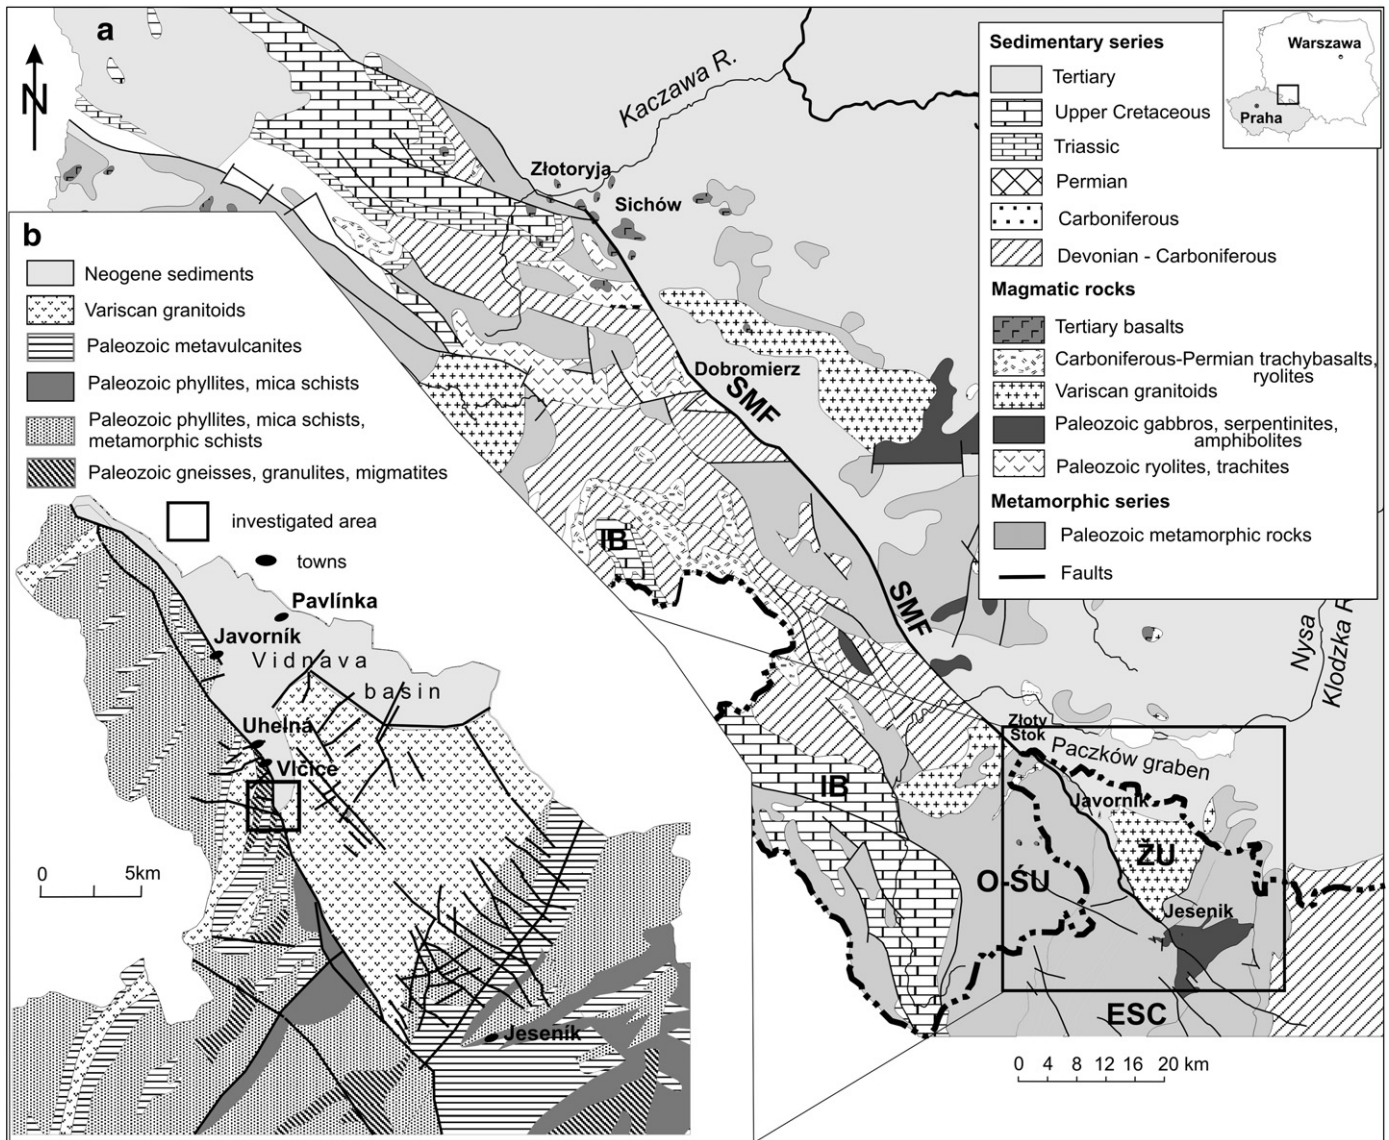 a
N
Kaczawa R.
Złotoryja
Sichów
Dobromierz
SMF
SMF
IB
IB
Nysa
Klodzka R.
Złoty
Stok
Paczków graben
Javorník
ŽU
O-ŚU
Jesenik
ESC
0 4 8 12 16 20 km
Sedimentary series
Tertiary
Upper Cretaceous
Triassic
Permian
Carboniferous
Devonian - Carboniferous
Magmatic rocks
Tertiary basalts
Carboniferous-Permian trachybasalts,
ryolites
Variscan granitoids
Paleozoic gabbros, serpentinites,
amphibolites
Paleozoic ryolites, trachites
Metamorphic series
Paleozoic metamorphic rocks
Faults
Warszawa
Praha
b
Neogene sediments
Variscan granitoids
Paleozoic metavulcanites
Paleozoic phyllites, mica schists
Paleozoic phyllites, mica schists,
metamorphic schists
Paleozoic gneisses, granulites, migmatites
investigated area
towns
Pavlínka
Javorník
Vidnava
basin
Uhelná
Vlčice
0 5km
Jeseník